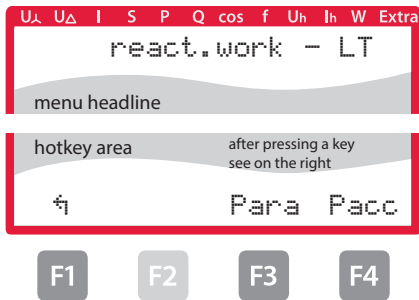 U⅄ U∆ I S P Q cos f Uh Ih W Extra
react.work - LT
menu headline
hotkey area
after pressing a key
see on the right
↰ Para Pacc
F1 F2 F3 F4